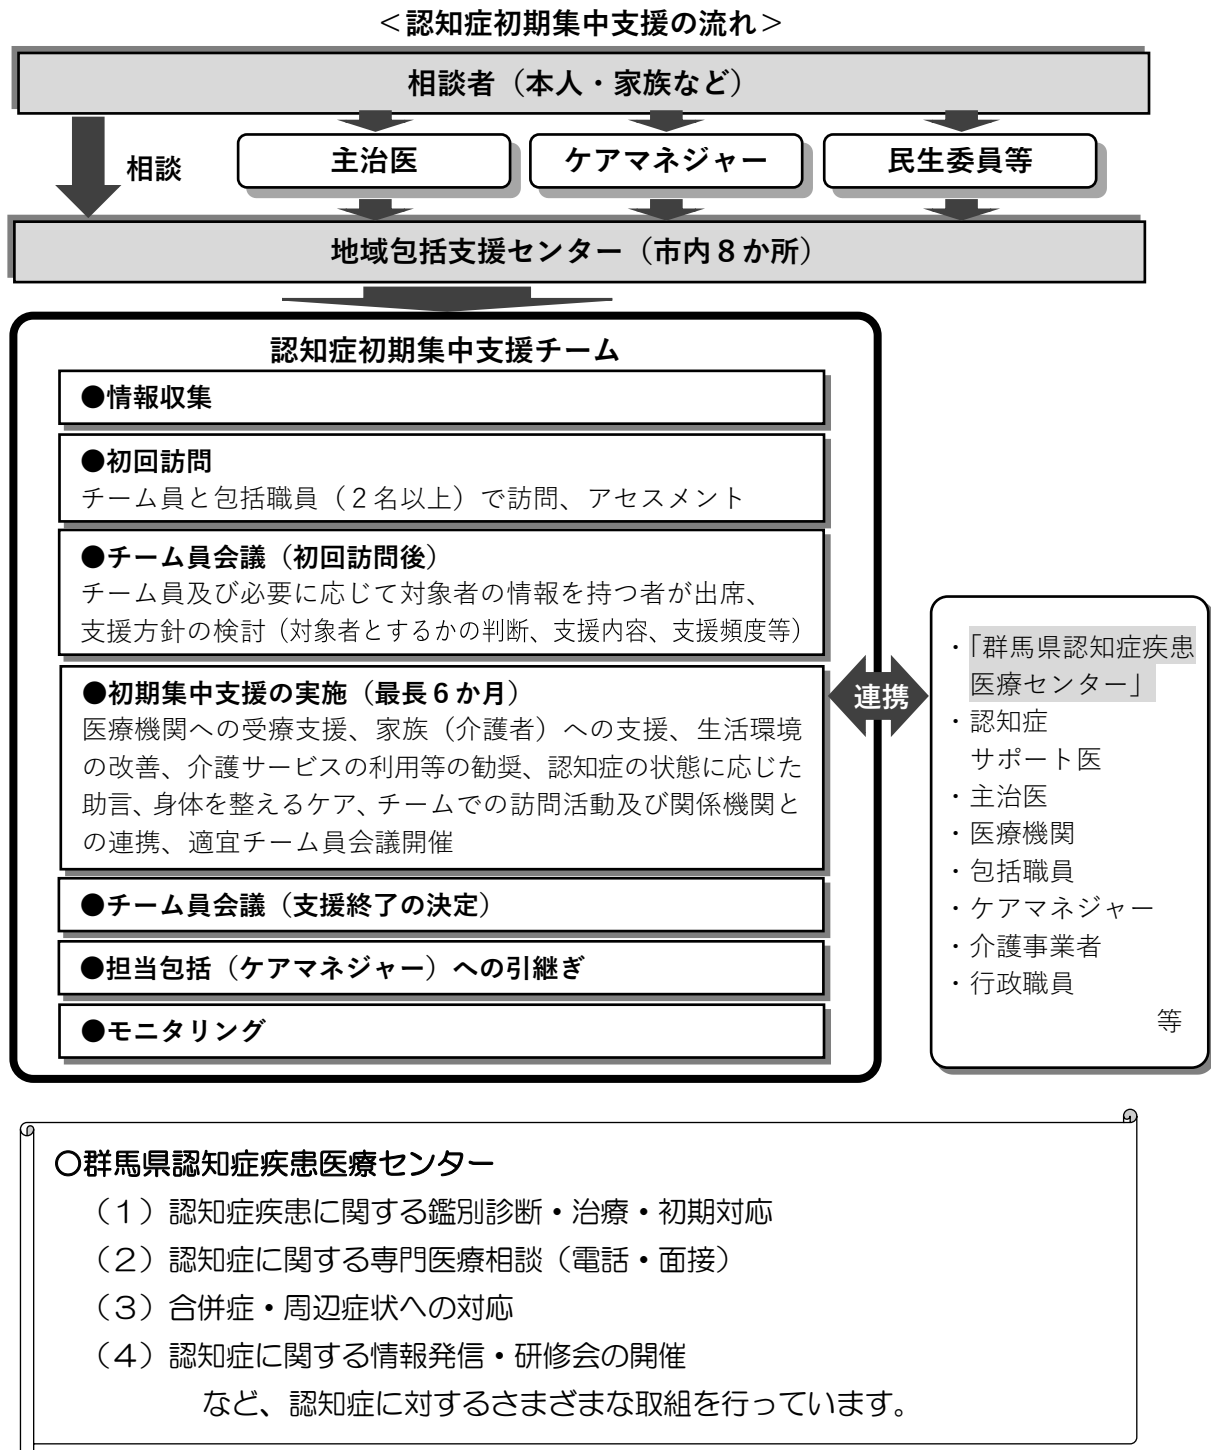 ＜認知症初期集中支援の流れ＞
相談者（本人・家族など）
相談
主治医
ケアマネジャー
民生委員等
地域包括支援センター（市内８か所）
認知症初期集中支援チーム
●情報収集
●初回訪問
チーム員と包括職員（２名以上）で訪問、アセスメント
●チーム員会議（初回訪問後）
チーム員及び必要に応じて対象者の情報を持つ者が出席、
支援方針の検討（対象者とするかの判断、支援内容、支援頻度等）
●初期集中支援の実施（最長６か月）
医療機関への受療支援、家族（介護者）への支援、生活環境
の改善、介護サービスの利用等の勧奨、認知症の状態に応じた
助言、身体を整えるケア、チームでの訪問活動及び関係機関と
の連携、適宜チーム員会議開催
●チーム員会議（支援終了の決定）
●担当包括（ケアマネジャー）への引継ぎ
●モニタリング
連携
・「群馬県認知症疾患
医療センター」
・認知症
サポート医
・主治医
・医療機関
・包括職員
・ケアマネジャー
・介護事業者
・行政職員
等
○群馬県認知症疾患医療センター
（１）認知症疾患に関する鑑別診断・治療・初期対応
（２）認知症に関する専門医療相談（電話・面接）
（３）合併症・周辺症状への対応
（４）認知症に関する情報発信・研修会の開催
など、認知症に対するさまざまな取組を行っています。